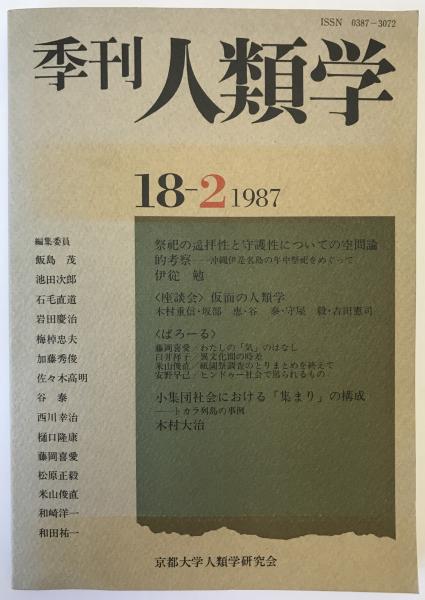 ISSN 0387-3072
季刊人類学
18-2 1987
編集委員
飯島 茂
池田次郎
石毛直道
岩田慶治
梅棹忠夫
加藤秀俊
佐々木高明
谷 泰
西川幸治
樋口隆康
藤岡喜愛
松原正毅
米山俊直
和崎洋一
和田祐一
祭祀の遥拝性と守護性についての空間論
的考察――沖縄伊是名島の年中祭祀をめぐって
伊從 勉
〈座談会〉仮面の人類学
木村重信・坂部 恵・谷 泰・守屋 毅・吉田憲司
〈ぱろーる〉
藤岡喜愛／わたしの「気」のはなし
臼井祥子／異文化間の時差
米山俊直／祇園祭調査のとりまとめを終えて
安野早己／ヒンドゥー社会で罵られるもの
小集団社会における「集まり」の構成
――トカラ列島の事例
木村大治
京都大学人類学研究会